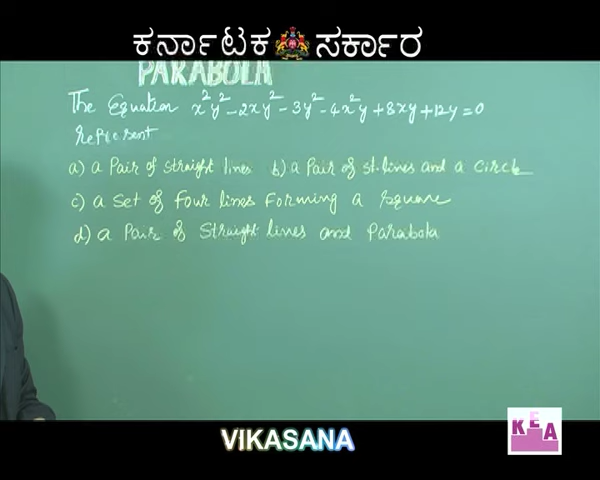 ಕರ್ನಾಟಕ ಸರ್ಕಾರ
PARABOLA
The Equation x²y² - 2xy² - 3y² - 4x²y + 8xy + 12y = 0
Represent
a) a Pair of straight lines b) a Pair of st. lines and a circle
c) a set of four lines forming a square
d) a Pair of straight lines and Parabola
KEA
VIKASANA